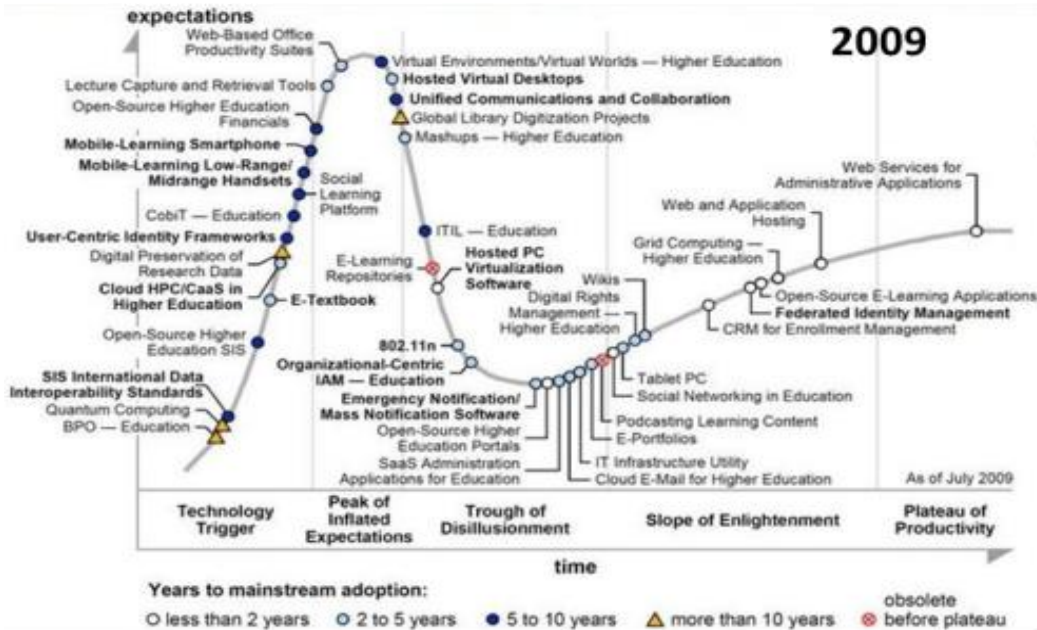 expectations
2009
Web-Based Office
Productivity Suites
Lecture Capture and Retrieval Tools
Open-Source Higher Education
Financials
Mobile-Learning Smartphone
Mobile-Learning Low-Range/
Midrange Handsets
Social
Learning
Platform
CobiT — Education
User-Centric Identity Frameworks
Digital Preservation of
Research Data
Cloud HPC/CaaS in
Higher Education
E-Textbook
Open-Source Higher
Education SIS
SIS International Data
Interoperability Standards
Quantum Computing
BPO — Education
Virtual Environments/Virtual Worlds — Higher Education
Hosted Virtual Desktops
Unified Communications and Collaboration
Global Library Digitization Projects
Mashups — Higher Education
ITIL — Education
E-Learning
Repositories
Hosted PC
Virtualization
Software
802.11n
Organizational-Centric
IAM — Education
Emergency Notification/
Mass Notification Software
Open-Source Higher
Education Portals
SaaS Administration
Applications for Education
Wikis
Digital Rights
Management —
Higher Education
Tablet PC
Social Networking in Education
Podcasting Learning Content
E-Portfolios
IT Infrastructure Utility
Cloud E-Mail for Higher Education
Web Services for
Administrative Applications
Web and Application
Hosting
Grid Computing —
Higher Education
Open-Source E-Learning Applications
Federated Identity Management
CRM for Enrollment Management
As of July 2009
Technology
Trigger
Peak of
Inflated
Expectations
Trough of
Disillusionment
Slope of Enlightenment
Plateau of
Productivity
time
Years to mainstream adoption:
less than 2 years
2 to 5 years
5 to 10 years
more than 10 years
obsolete
before plateau